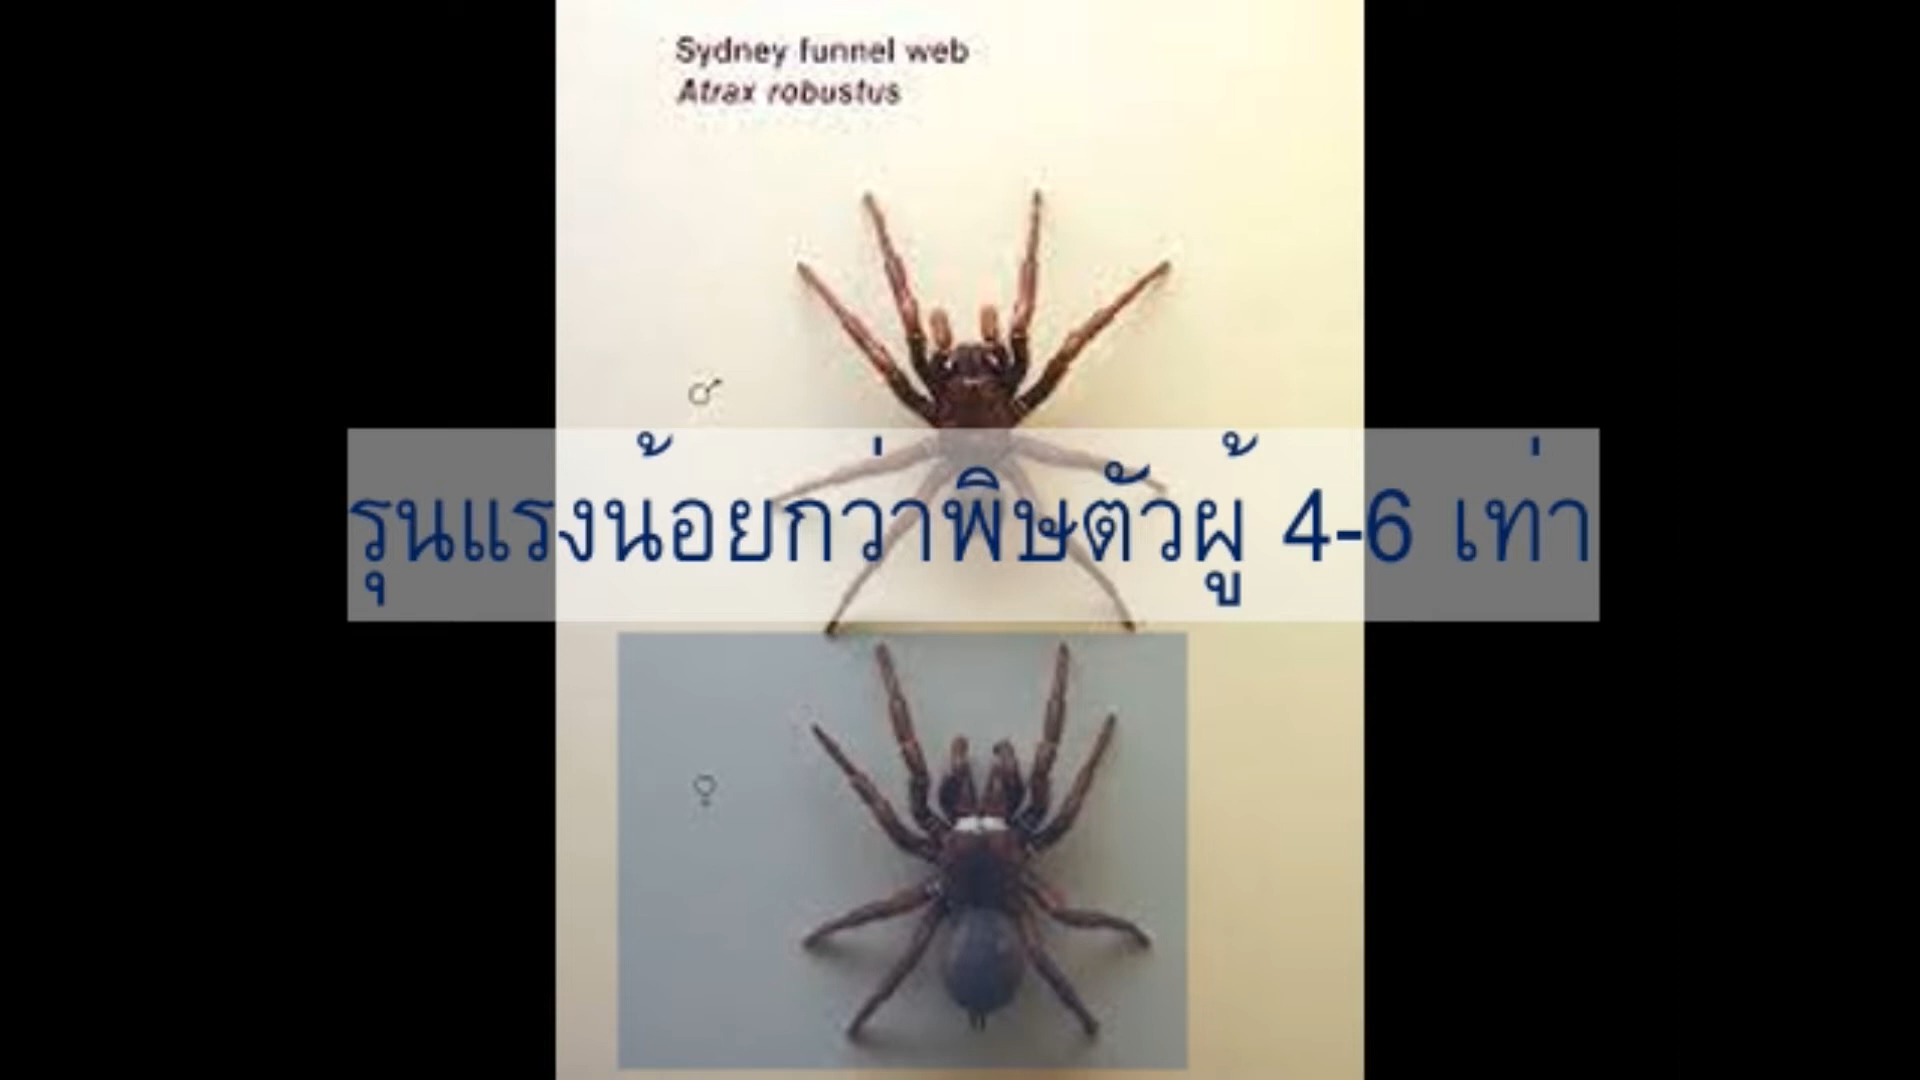 Sydney funnel web
Atrax robustus
♂
รุนแรงน้อยกว่าพิษตัวผู้ 4-6 เท่า
♀